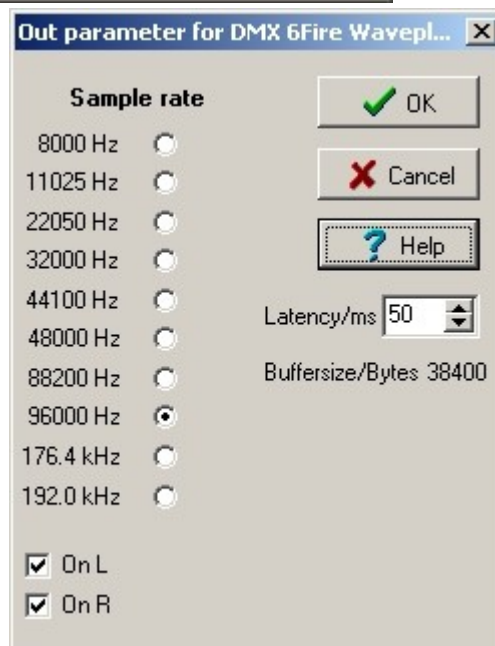 Out parameter for DMX 6Fire Wavepl...
Sample rate
8000 Hz
11025 Hz
22050 Hz
32000 Hz
44100 Hz
48000 Hz
88200 Hz
96000 Hz
176.4 kHz
192.0 kHz
On L
On R
OK
Cancel
? Help
Latency/ms 50
Buffersize/Bytes 38400